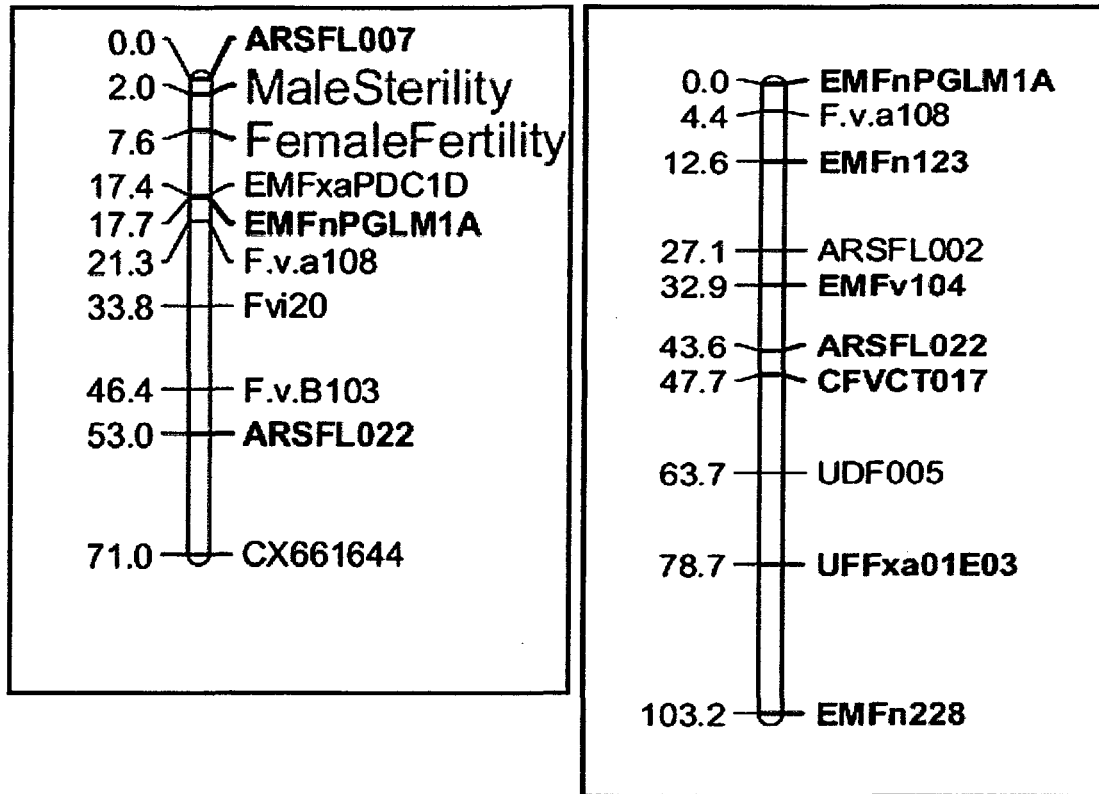 0.0 ARSFL007
2.0 MaleSterility
7.6 FemaleFertility
17.4 EMFxaPDC1D
17.7 EMFnPGLM1A
21.3 F.v.a108
33.8 Fvi20
46.4 F.v.B103
53.0 ARSFL022
71.0 CX661644
0.0 EMFnPGLM1A
4.4 F.v.a108
12.6 EMFn123
27.1 ARSFL002
32.9 EMFv104
43.6 ARSFL022
47.7 CFVCT017
63.7 UDF005
78.7 UFFxa01E03
103.2 EMFn228